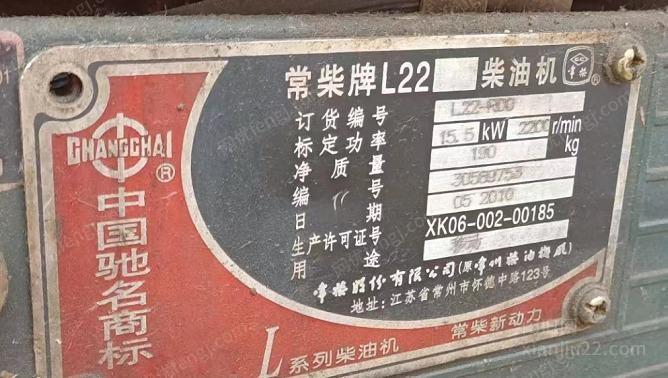 常柴牌L22 柴油机
订货编号 L22-RDO
标定功率 15.5 kW 2200 r/min
净质量 190 kg
编号 30589753
日期 05 2010
生产许可证号 XK06-002-00185
用途
常柴股份有限公司(原常州柴油机厂)
地址:江苏省常州市怀德中路123号
L系列柴油机 常柴新动力
CHANGCHAI®
中国驰名商标
xianjiu22.com